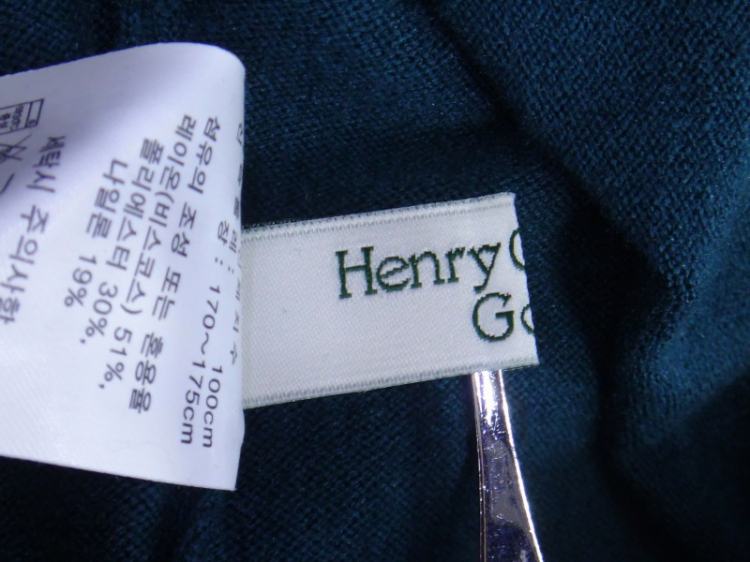 100cm
장 : 170~175cm
섬유의 조성 또는 혼용율
레이온(비스코스) 51%,
폴리에스터 30%,
나일론 19%
세탁시 주의사항
Henry